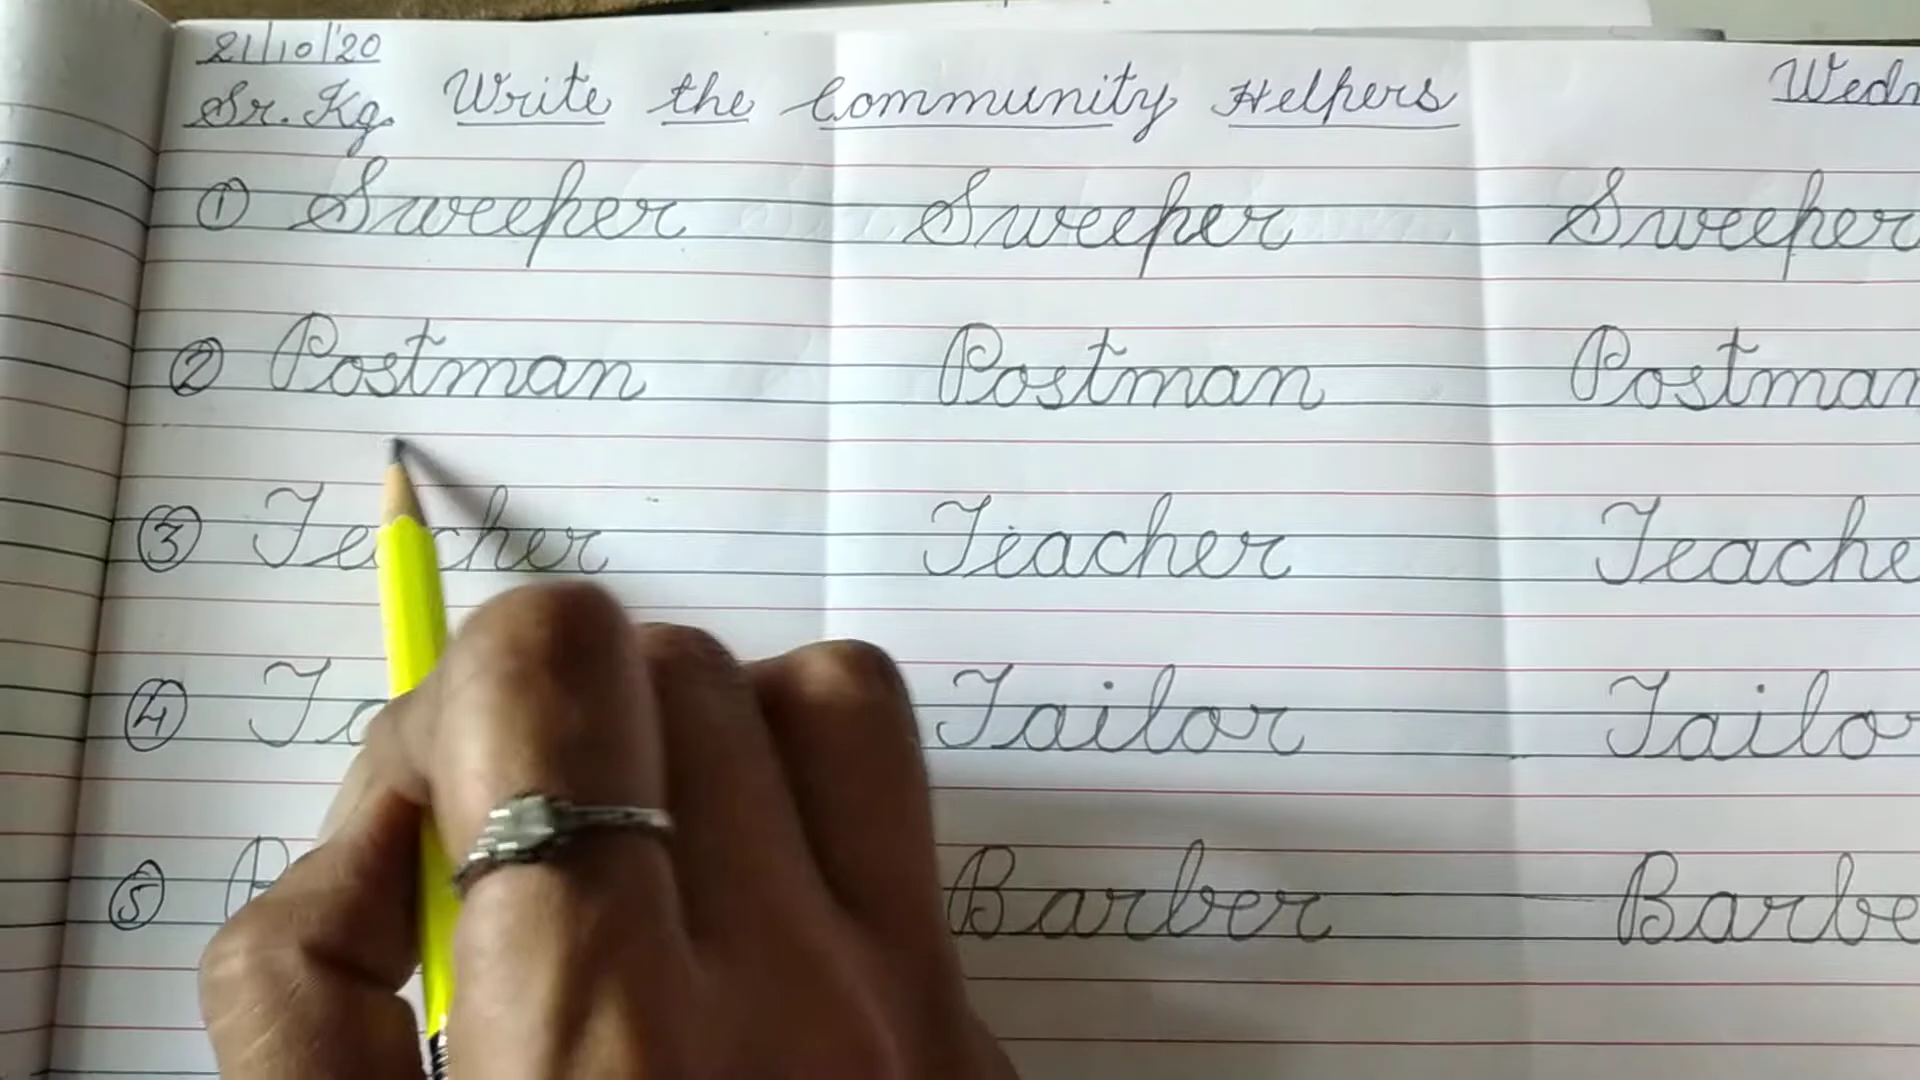 21/10/'20
Sr. Kg. Write the Community Helpers
① Sweeper Sweeper Sweeper
② Postman Postman Postman
③ Teacher Teacher Teache
④ Ta Tailor Tailo
⑤ B Barber Barbe